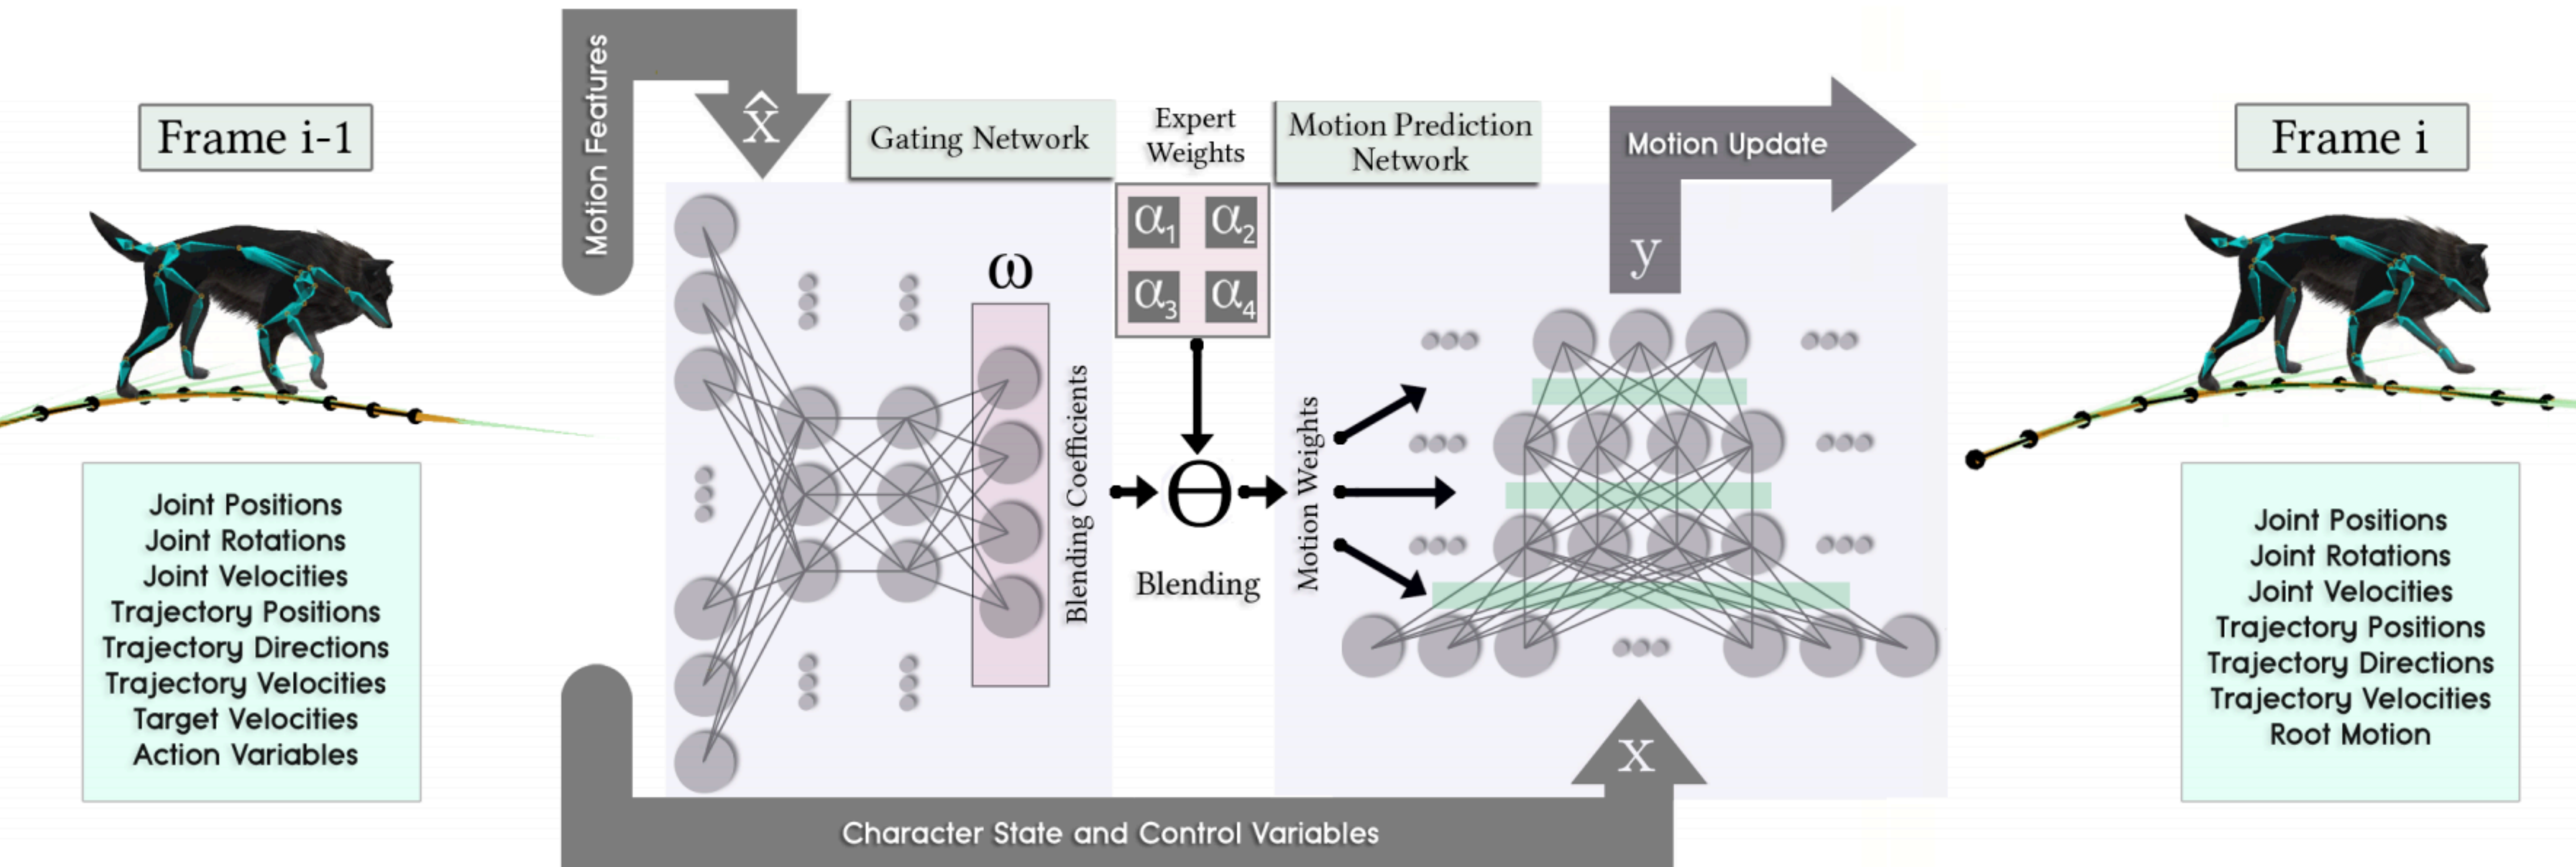 Frame i-1
Joint Positions
Joint Rotations
Joint Velocities
Trajectory Positions
Trajectory Directions
Trajectory Velocities
Target Velocities
Action Variables
Motion Features
x̂
Gating Network
ω
Blending Coefficients
Expert
Weights
α₁ α₂
α₃ α₄
Θ
Blending
Motion Prediction
Network
Motion Weights
Motion Update
y
X
Character State and Control Variables
Frame i
Joint Positions
Joint Rotations
Joint Velocities
Trajectory Positions
Trajectory Directions
Trajectory Velocities
Root Motion